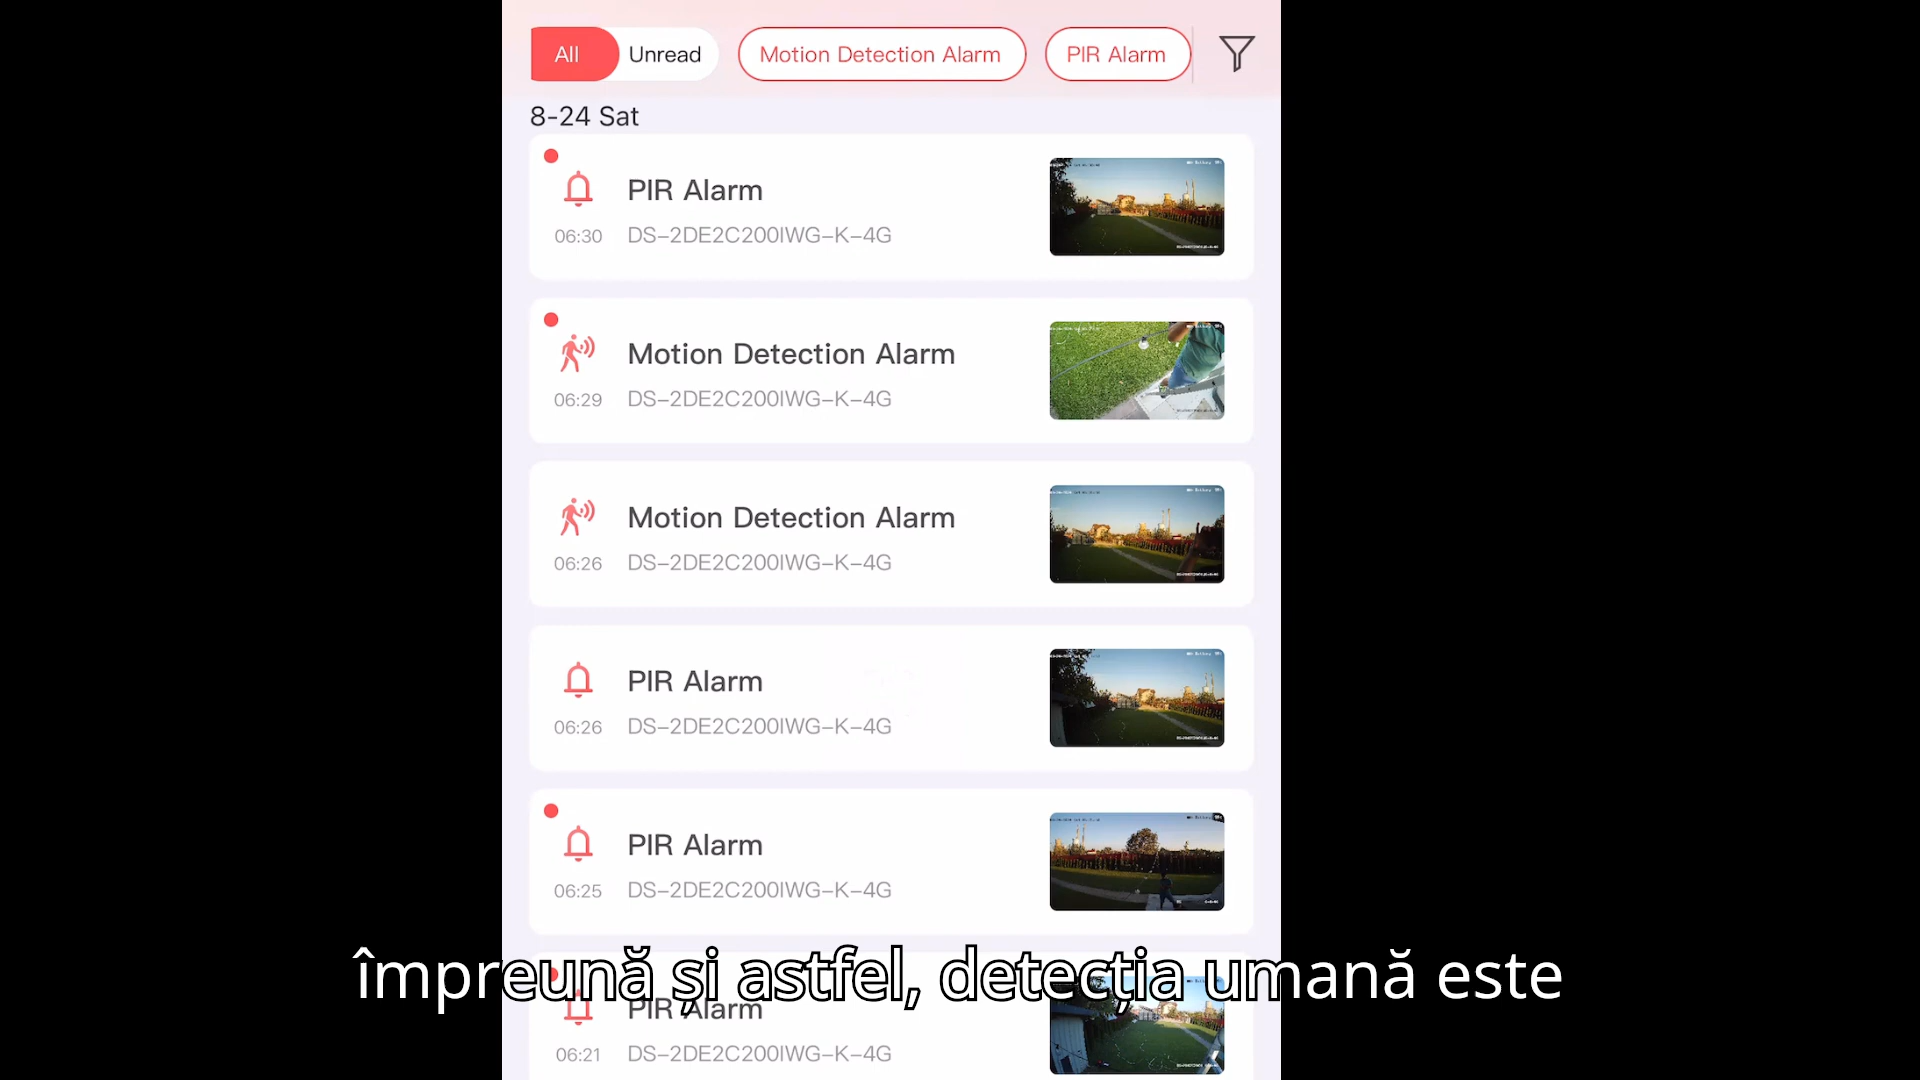 All
Unread
Motion Detection Alarm
PIR Alarm
8-24 Sat
PIR Alarm
06:30
DS-2DE2C200IWG-K-4G
Motion Detection Alarm
06:29
DS-2DE2C200IWG-K-4G
Motion Detection Alarm
06:26
DS-2DE2C200IWG-K-4G
PIR Alarm
06:26
DS-2DE2C200IWG-K-4G
PIR Alarm
06:25
DS-2DE2C200IWG-K-4G
împreună și astfel, detecția umană este
PIR Alarm
06:21
DS-2DE2C200IWG-K-4G